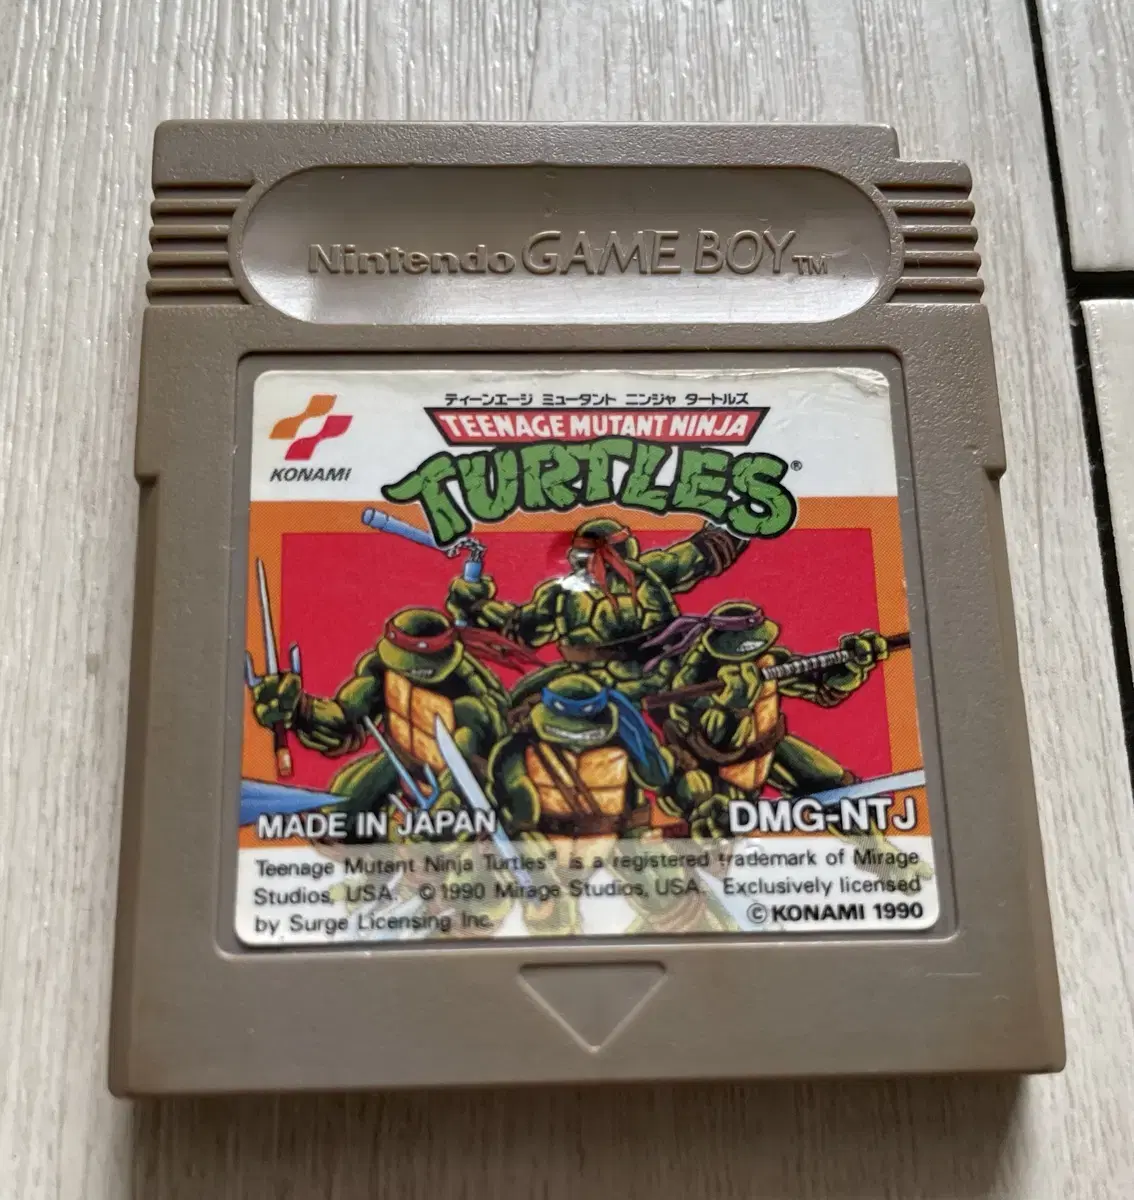 Nintendo GAME BOY TM
ティーンエージ ミュータント ニンジャ タートルズ
TEENAGE MUTANT NINJA
TURTLES®
KONAMI
MADE IN JAPAN
DMG-NTJ
Teenage Mutant Ninja Turtles® is a registered trademark of Mirage
Studios, USA. © 1990 Mirage Studios, USA. Exclusively licensed
by Surge Licensing Inc.
© KONAMI 1990